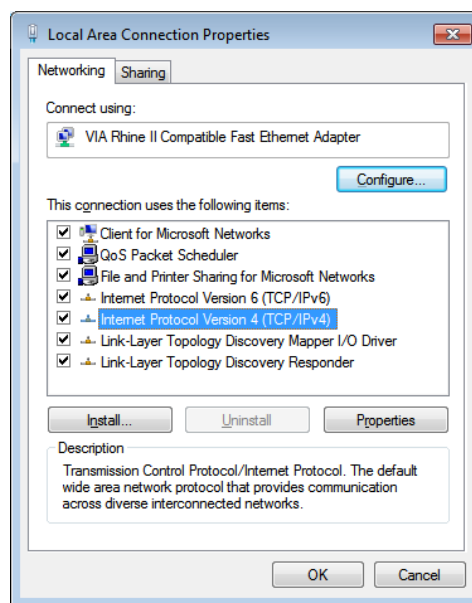 Local Area Connection Properties
Networking
Sharing
Connect using:
VIA Rhine II Compatible Fast Ethernet Adapter
Configure...
This connection uses the following items:
Client for Microsoft Networks
QoS Packet Scheduler
File and Printer Sharing for Microsoft Networks
Internet Protocol Version 6 (TCP/IPv6)
Internet Protocol Version 4 (TCP/IPv4)
Link-Layer Topology Discovery Mapper I/O Driver
Link-Layer Topology Discovery Responder
Install...
Uninstall
Properties
Description
Transmission Control Protocol/Internet Protocol. The default
wide area network protocol that provides communication
across diverse interconnected networks.
OK
Cancel